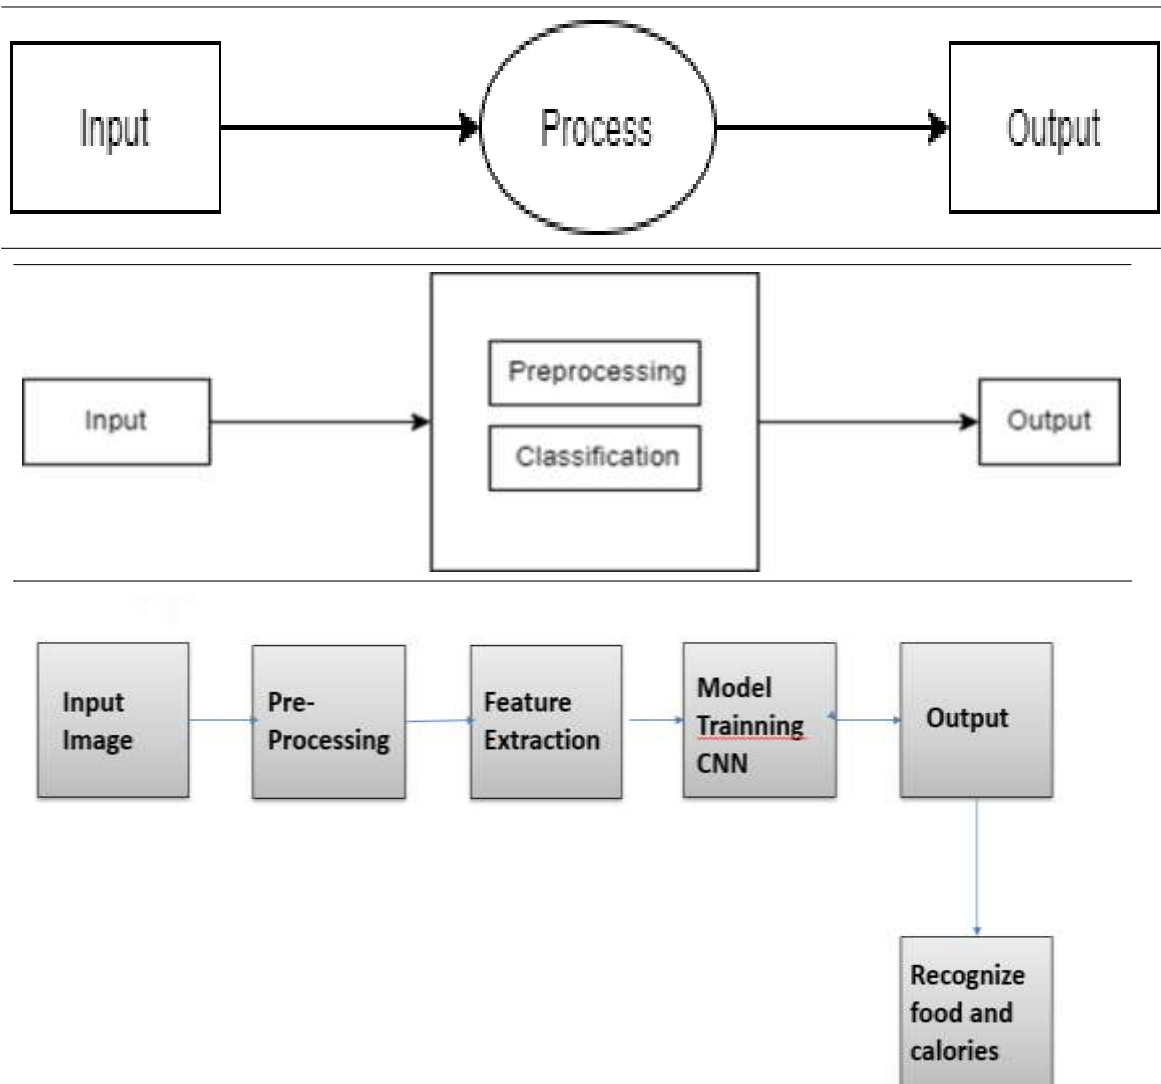 Input
Process
Output
Preprocessing
Input
Classification
Output
Input
Image
Pre-
Processing
Feature
Extraction
Model
Trainning
CNN
Output
Recognize
food and
calories